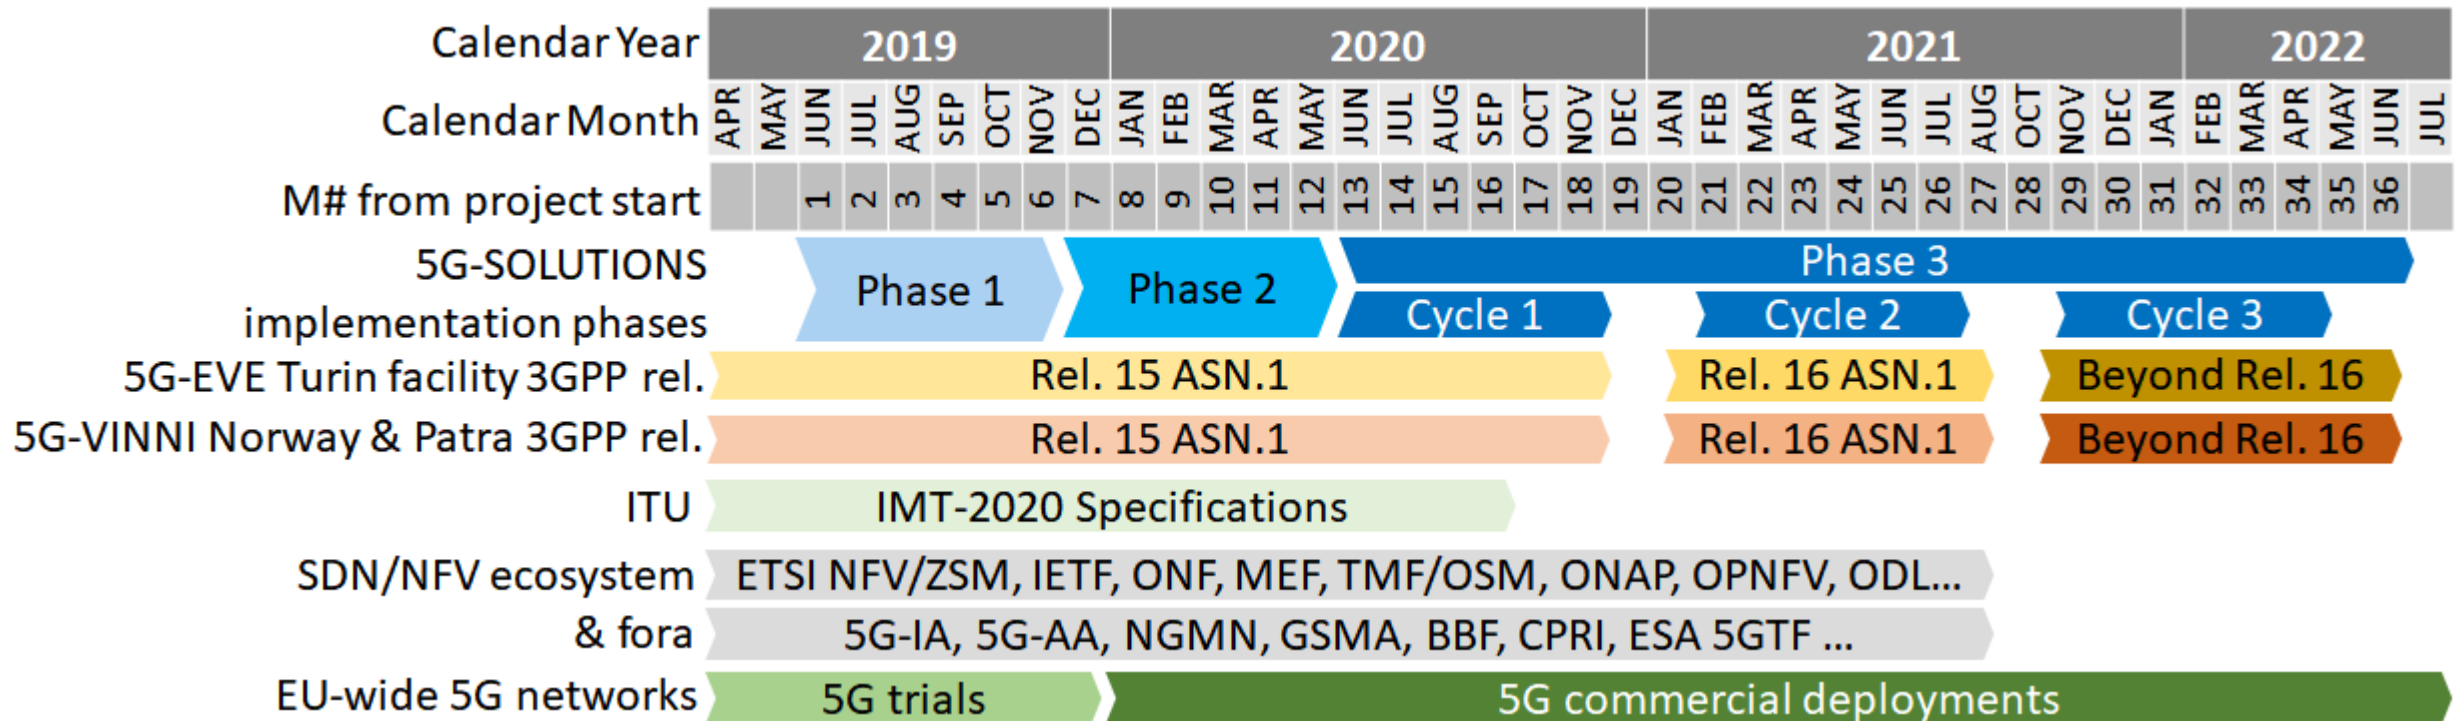 Calendar Year 2019 2020 2021 2022
Calendar Month APR MAY JUN JUL AUG SEP OCT NOV DEC JAN FEB MAR APR MAY JUN JUL AUG SEP OCT NOV DEC JAN FEB MAR APR MAY JUN JUL AUG OCT NOV DEC JAN FEB MAR APR MAY JUN JUL
M# from project start 1 2 3 4 5 6 7 8 9 10 11 12 13 14 15 16 17 18 19 20 21 22 23 24 25 26 27 28 29 30 31 32 33 34 35 36
5G-SOLUTIONS
implementation phases
Phase 1
Phase 2
Phase 3
Cycle 1 Cycle 2 Cycle 3
5G-EVE Turin facility 3GPP rel. Rel. 15 ASN.1 Rel. 16 ASN.1 Beyond Rel. 16
5G-VINNI Norway & Patra 3GPP rel. Rel. 15 ASN.1 Rel. 16 ASN.1 Beyond Rel. 16
ITU IMT-2020 Specifications
SDN/NFV ecosystem ETSI NFV/ZSM, IETF, ONF, MEF, TMF/OSM, ONAP, OPNFV, ODL...
& fora 5G-IA, 5G-AA, NGMN, GSMA, BBF, CPRI, ESA 5GTF ...
EU-wide 5G networks 5G trials 5G commercial deployments